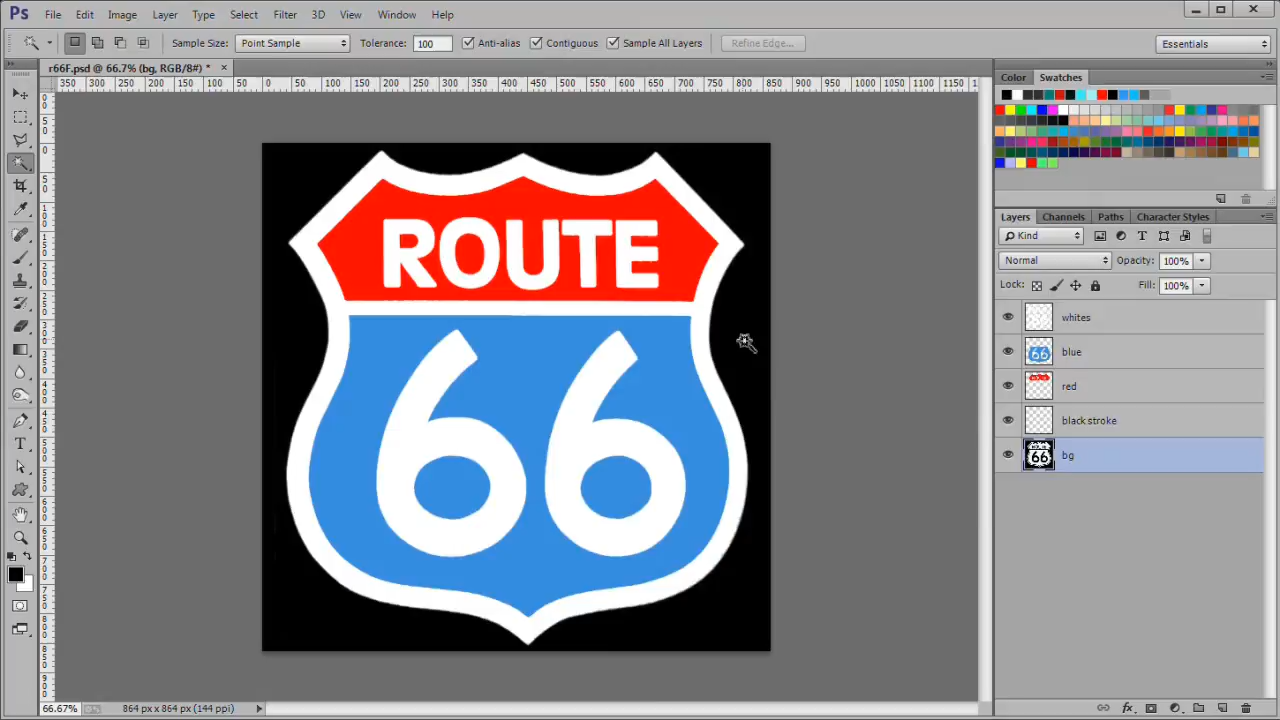 Ps File Edit Image Layer Type Select Filter 3D View Window Help
Sample Size: Point Sample Tolerance: 100 Anti-alias Contiguous Sample All Layers Refine Edge... Essentials
r66F.psd @ 66.7% (bg, RGB/8#) * ×
350 300 250 200 150 100 50 0 50 100 150 200 250 300 350 400 450 500 550 600 650 700 750 800 850 900 950 1000 1050 1100 1150
Color Swatches
ROUTE
66
Layers Channels Paths Character Styles
Kind
Normal Opacity: 100%
Lock: Fill: 100%
whites
blue
red
black stroke
bg
66.67% 864 px x 864 px (144 ppi)